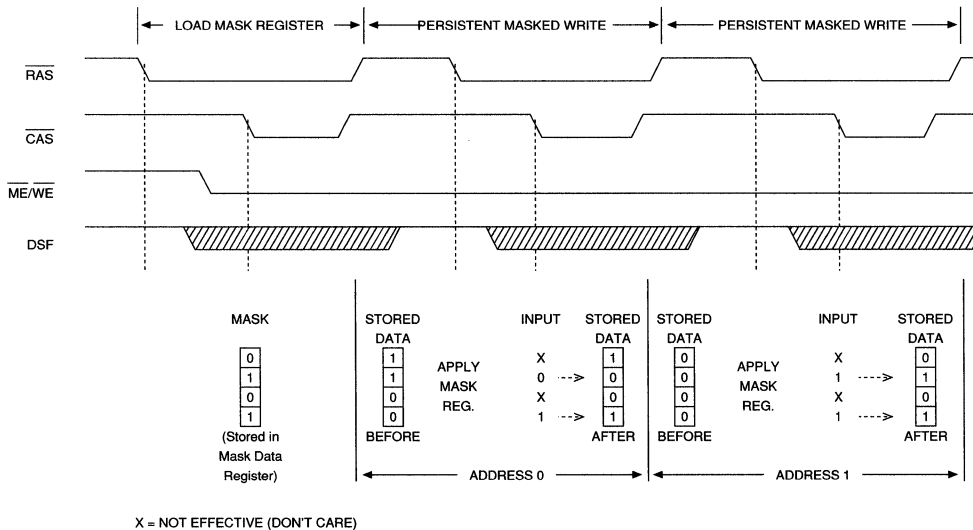 LOAD MASK REGISTER PERSISTENT MASKED WRITE PERSISTENT MASKED WRITE
RAS
CAS
ME/WE
DSF
MASK STORED INPUT STORED STORED INPUT STORED
DATA DATA DATA DATA
0 1 X 1 0 X 0
1 1 APPLY 0 0 0 APPLY 1 1
MASK MASK
0 0 REG. X 0 0 REG. X 0
1 0 1 1 0 1 1
(Stored in BEFORE AFTER BEFORE AFTER
Mask Data
Register) ADDRESS 0 ADDRESS 1
X = NOT EFFECTIVE (DON'T CARE)